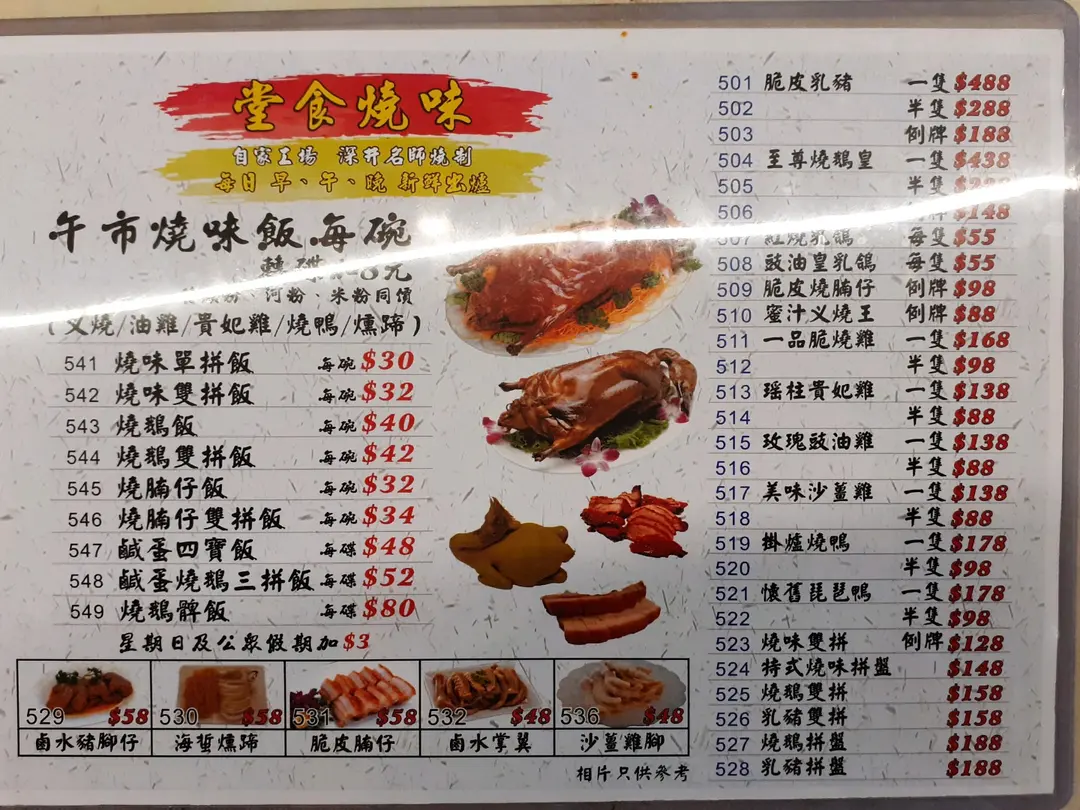 堂食燒味
自家工場 深井名師燒制
每日早、午、晚 新鮮出爐
午市燒味飯每碗
轉碟 8元
河粉、米粉同價
(义燒/油雞/貴妃雞/燒鴨/燻蹄)
541 燒味單拼飯 每碗 $30
542 燒味雙拼飯 每碗 $32
543 燒鵝飯 每碗 $40
544 燒鵝雙拼飯 每碗 $42
545 燒腩仔飯 每碗 $32
546 燒腩仔雙拼飯 每碗 $34
547 鹹蛋四寶飯 每碟 $48
548 鹹蛋燒鵝三拼飯 每碟 $52
549 燒鵝髀飯 每碟 $80
星期日及公眾假期加$3
529 $58 鹵水豬腳仔
530 $58 海蜇燻蹄
531 $58 脆皮腩仔
532 $48 鹵水掌翼
536 $48 沙薑雞腳
相片只供參考
501 脆皮乳豬 一隻 $488
502 半隻 $288
503 例牌 $188
504 至尊燒鵝皇 一隻 $438
505 半隻
506 例牌 $148
507 紅燒乳鴿 每隻 $55
508 豉油皇乳鴿 每隻 $55
509 脆皮燒腩仔 例牌 $98
510 蜜汁义燒王 例牌 $88
511 一品脆燒雞 一隻 $168
512 半隻 $98
513 瑤柱貴妃雞 一隻 $138
514 半隻 $88
515 玫瑰豉油雞 一隻 $138
516 半隻 $88
517 美味沙薑雞 一隻 $138
518 半隻 $88
519 掛爐燒鴨 一隻 $178
520 半隻 $98
521 懷舊琵琶鴨 一隻 $178
522 半隻 $98
523 燒味雙拼 例牌 $128
524 特式燒味拼盤 $148
525 燒鵝雙拼 $158
526 乳豬雙拼 $158
527 燒鵝拼盤 $188
528 乳豬拼盤 $188